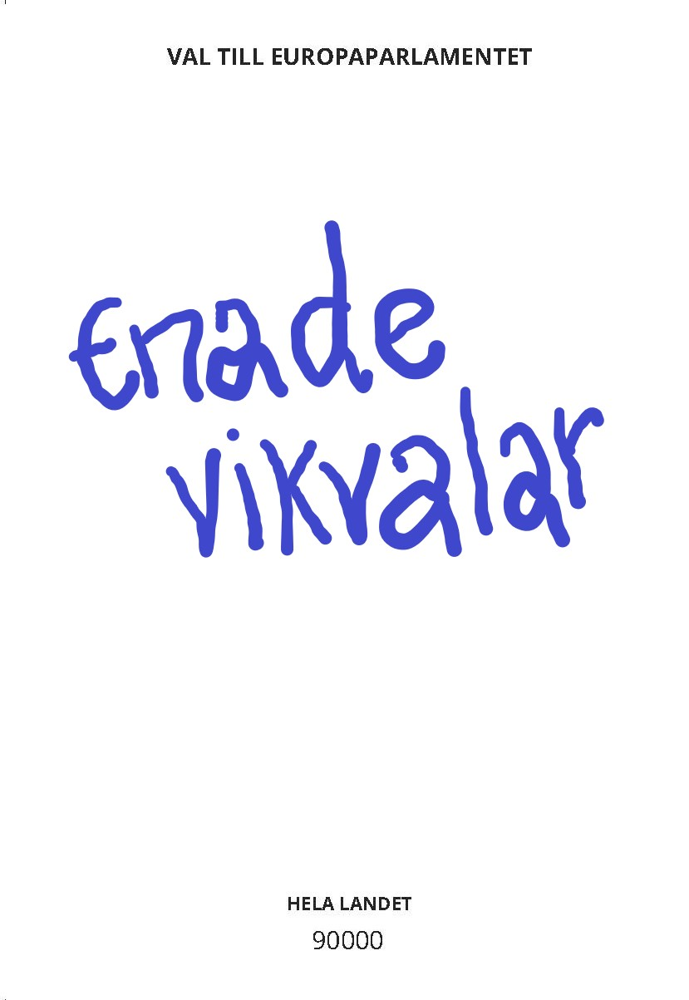 VAL TILL EUROPAPARLAMENTET
Enade
vikvalar
HELA LANDET
90000